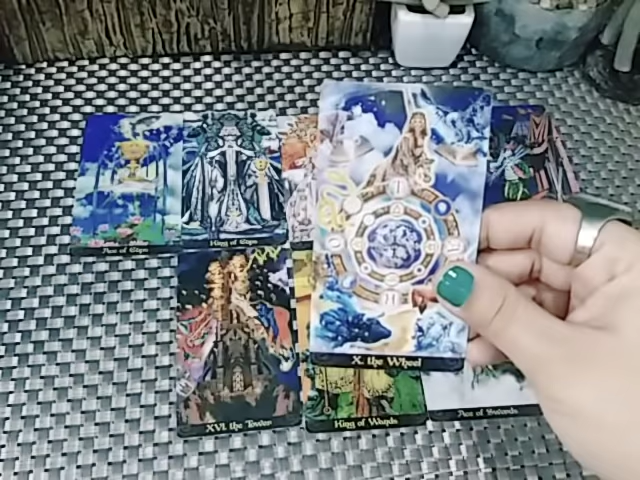 Ace of Cups
King of Cups
X. the Wheel
XVI. the Tower
King of Wands
Ace of Swords